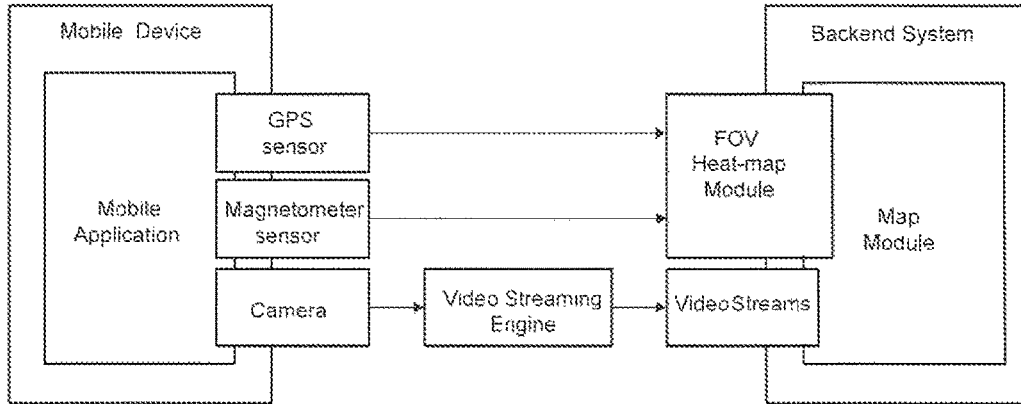 Mobile Device
Backend System
GPS
sensor
FOV
Heat-map
Module
Mobile
Application
Magnetometer
sensor
Map
Module
Camera
Video Streaming
Engine
VideoStreams